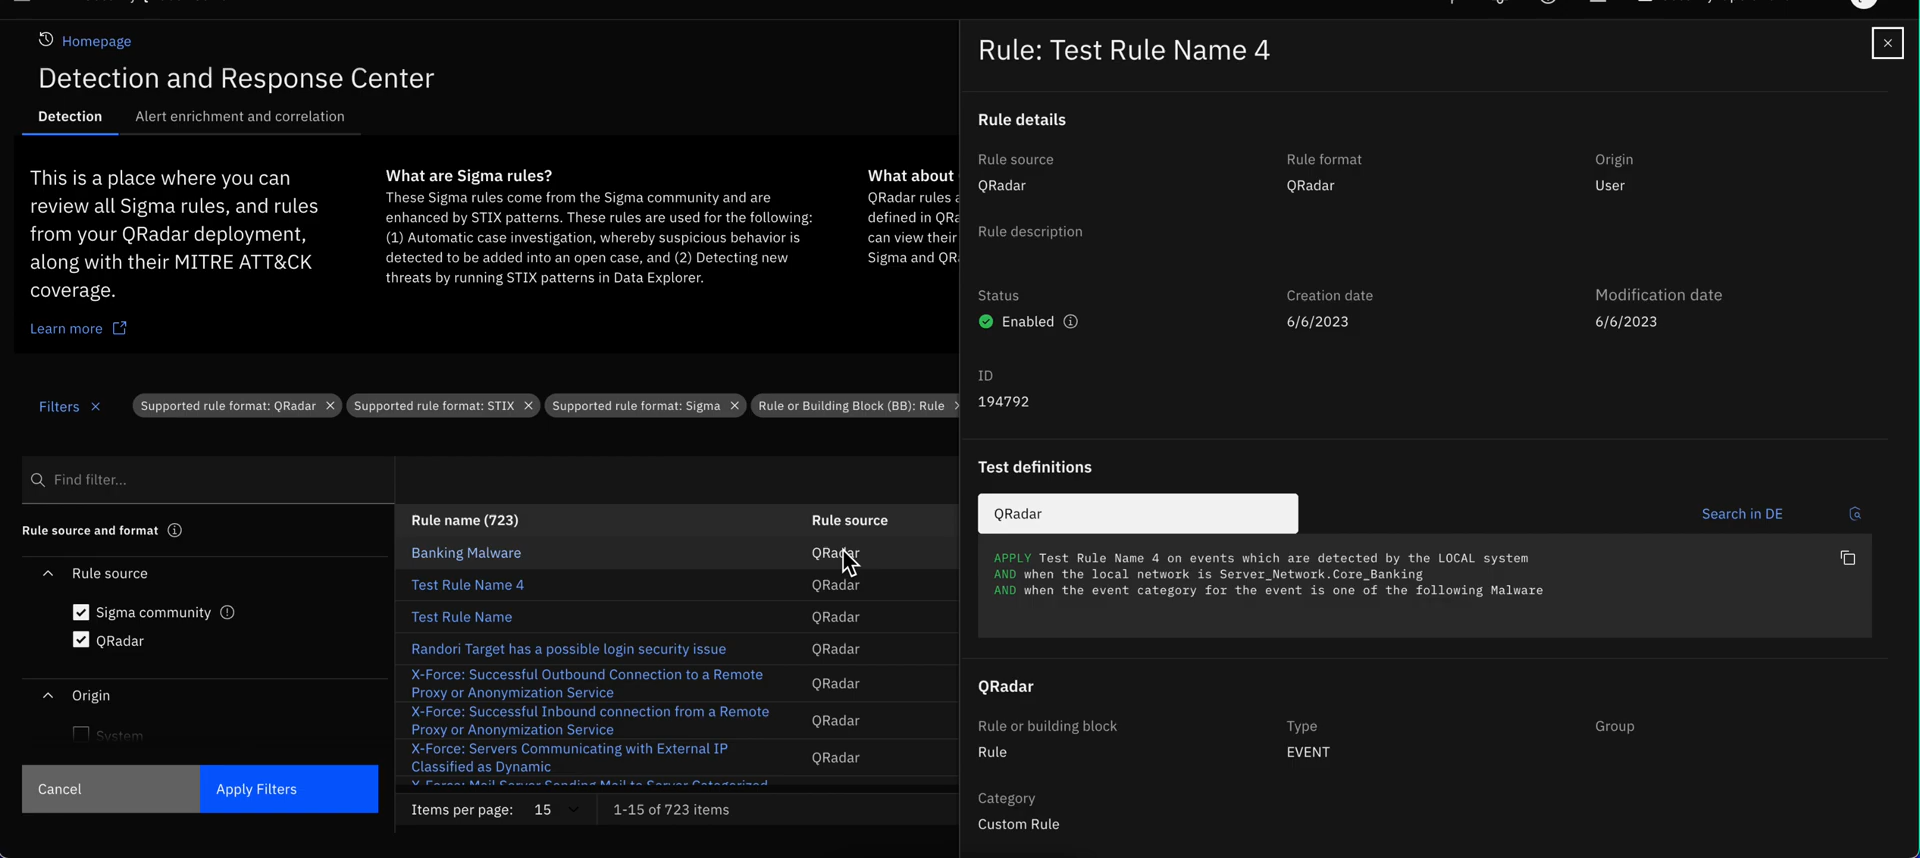 Homepage
Detection and Response Center
Detection
Alert enrichment and correlation
This is a place where you can
review all Sigma rules, and rules
from your QRadar deployment,
along with their MITRE ATT&CK
coverage.
Learn more
What are Sigma rules?
These Sigma rules come from the Sigma community and are
enhanced by STIX patterns. These rules are used for the following:
(1) Automatic case investigation, whereby suspicious behavior is
detected to be added into an open case, and (2) Detecting new
threats by running STIX patterns in Data Explorer.
What about
QRadar rules
defined in
can view their
Sigma and
Filters
Supported rule format: QRadar
Supported rule format: STIX
Supported rule format: Sigma
Rule or Building Block (BB): Rule
Find filter...
Rule source and format
Rule source
Sigma community
QRadar
Origin
System
Cancel
Apply Filters
Rule name (723)
Rule source
Banking Malware
QRadar
Test Rule Name 4
QRadar
Test Rule Name
QRadar
Randori Target has a possible login security issue
QRadar
X-Force: Successful Outbound Connection to a Remote
Proxy or Anonymization Service
QRadar
X-Force: Successful Inbound connection from a Remote
Proxy or Anonymization Service
QRadar
X-Force: Servers Communicating with External IP
Classified as Dynamic
QRadar
X-Force: Mail Server Sending Mail to Server Categorized
Items per page: 15
1-15 of 723 items
Rule: Test Rule Name 4
Rule details
Rule source
QRadar
Rule format
QRadar
Origin
User
Rule description
Status
Enabled
Creation date
6/6/2023
Modification date
6/6/2023
ID
194792
Test definitions
QRadar
Search in DE
APPLY Test Rule Name 4 on events which are detected by the LOCAL system
AND when the local network is Server_Network.Core_Banking
AND when the event category for the event is one of the following Malware
QRadar
Rule or building block
Rule
Type
EVENT
Group
Category
Custom Rule